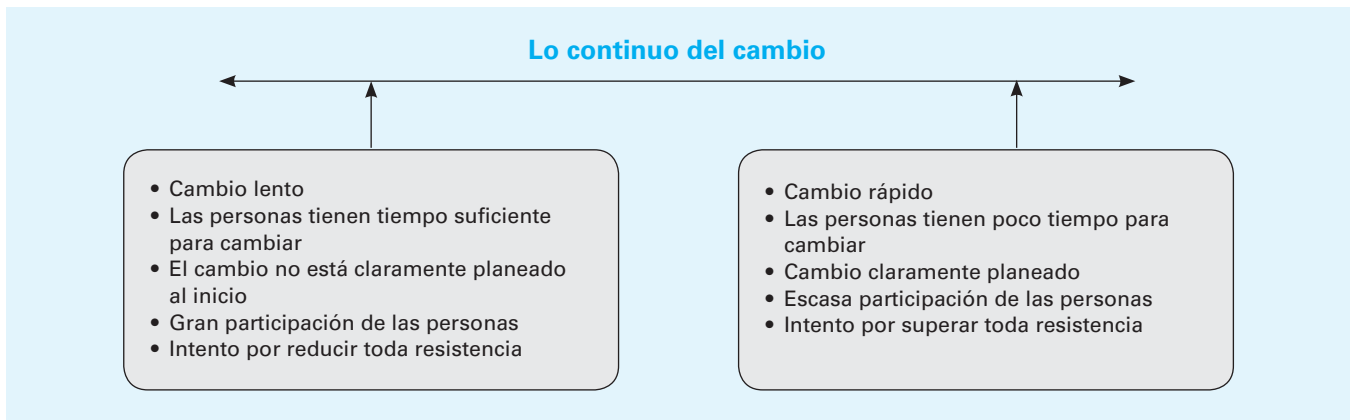 Lo continuo del cambio
• Cambio lento
• Las personas tienen tiempo suficiente
para cambiar
• El cambio no está claramente planeado
al inicio
• Gran participación de las personas
• Intento por reducir toda resistencia
• Cambio rápido
• Las personas tienen poco tiempo para
cambiar
• Cambio claramente planeado
• Escasa participación de las personas
• Intento por superar toda resistencia